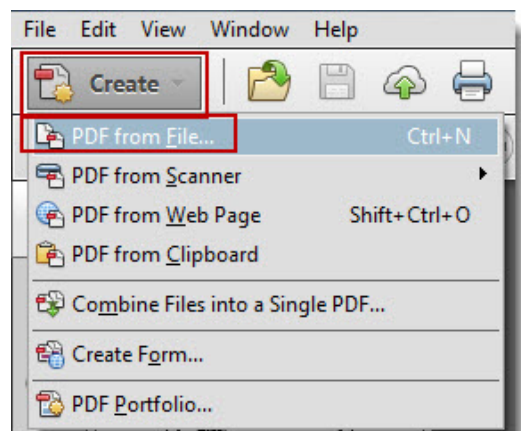 File Edit View Window Help
Create
PDF from File... Ctrl+N
PDF from Scanner
PDF from Web Page Shift+Ctrl+O
PDF from Clipboard
Combine Files into a Single PDF...
Create Form...
PDF Portfolio...